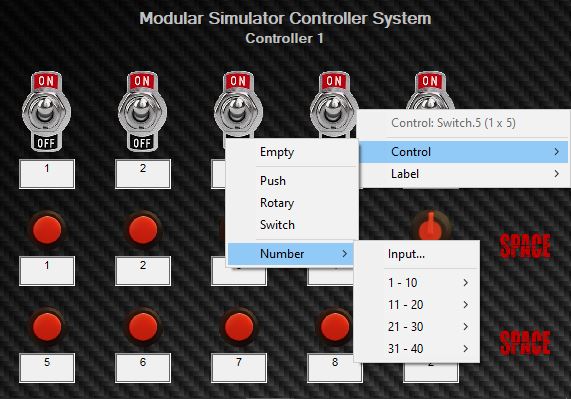 Modular Simulator Controller System
Controller 1
ON ON ON ON ON
OFF OFF
Control: Switch.5 (1 x 5)
Control
Label
1 2
Empty
Push
Rotary
Switch
Number
Input...
1 - 10
11 - 20
21 - 30
31 - 40
SPACE
1 2
SPACE
5 6 7 8